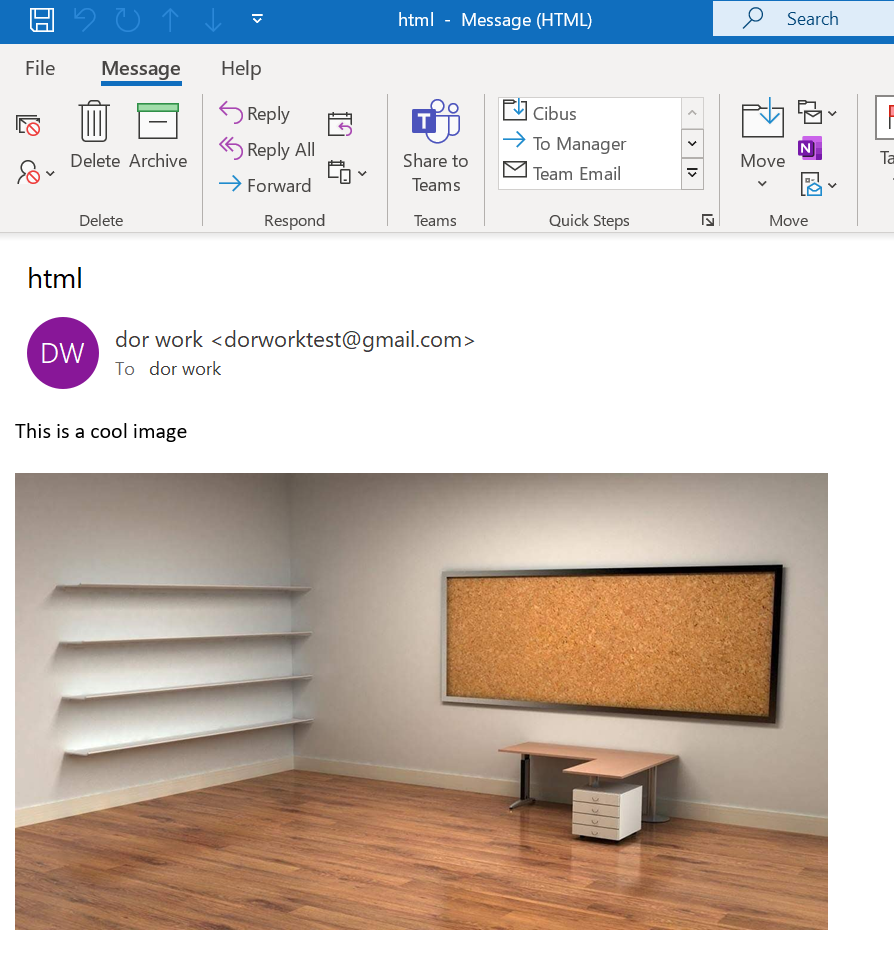 html - Message (HTML)
Search
File
Message
Help
Delete
Archive
Reply
Reply All
Forward
Share to
Teams
Cibus
To Manager
Team Email
Move
Delete
Respond
Teams
Quick Steps
Move
html
DW
dor work <dorworktest@gmail.com>
To dor work
This is a cool image